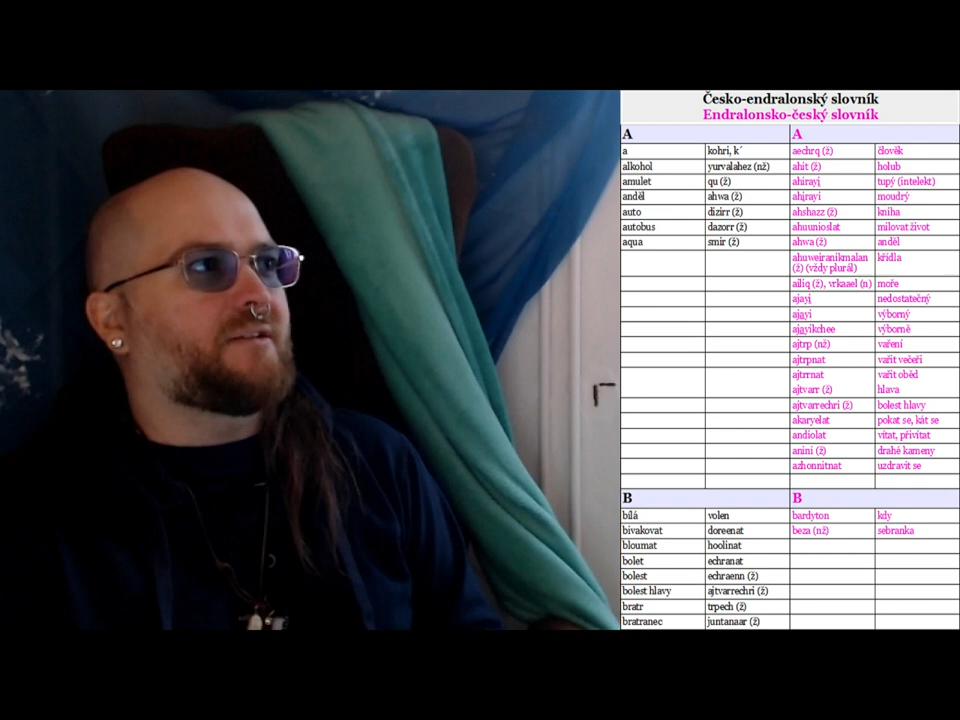 Česko-endralonský slovník
Endralonsko-český slovník
A A
a kohri, k´ aechrq (ž) člověk
alkohol yurvalahez (nž) ahit (ž) holub
amulet qu (ž) ahirayi tupý (intelekt)
anděl ahwa (ž) ahirayi moudrý
auto dizirr (ž) ahshazz (ž) kniha
autobus dazorr (ž) ahuunioslat milovat život
aqua smir (ž) ahwa (ž) anděl
ahuweiranikmalan křídla
(ž) (vždy plurál)
ailiq (ž), vrkaael (n) moře
ajayi nedostatečný
ajayi výborný
ajayikchee výborně
ajtrp (nž) vaření
ajtrpnat vařit večeři
ajtrrnat vařit oběd
ajtvarr (ž) hlava
ajtvarrechri (ž) bolest hlavy
akaryelat pokat se, kát se
andiolat vítat, přivítat
anini (ž) drahé kameny
azhonnitnat uzdravit se
B B
bílá volen bardyton kdy
bivakovat doreenat beza (nž) sebranka
bloumat hoolinat
bolet echranat
bolest echraenn (ž)
bolest hlavy ajtvarrechri (ž)
bratr trpech (ž)
bratranec juntanaar (ž)